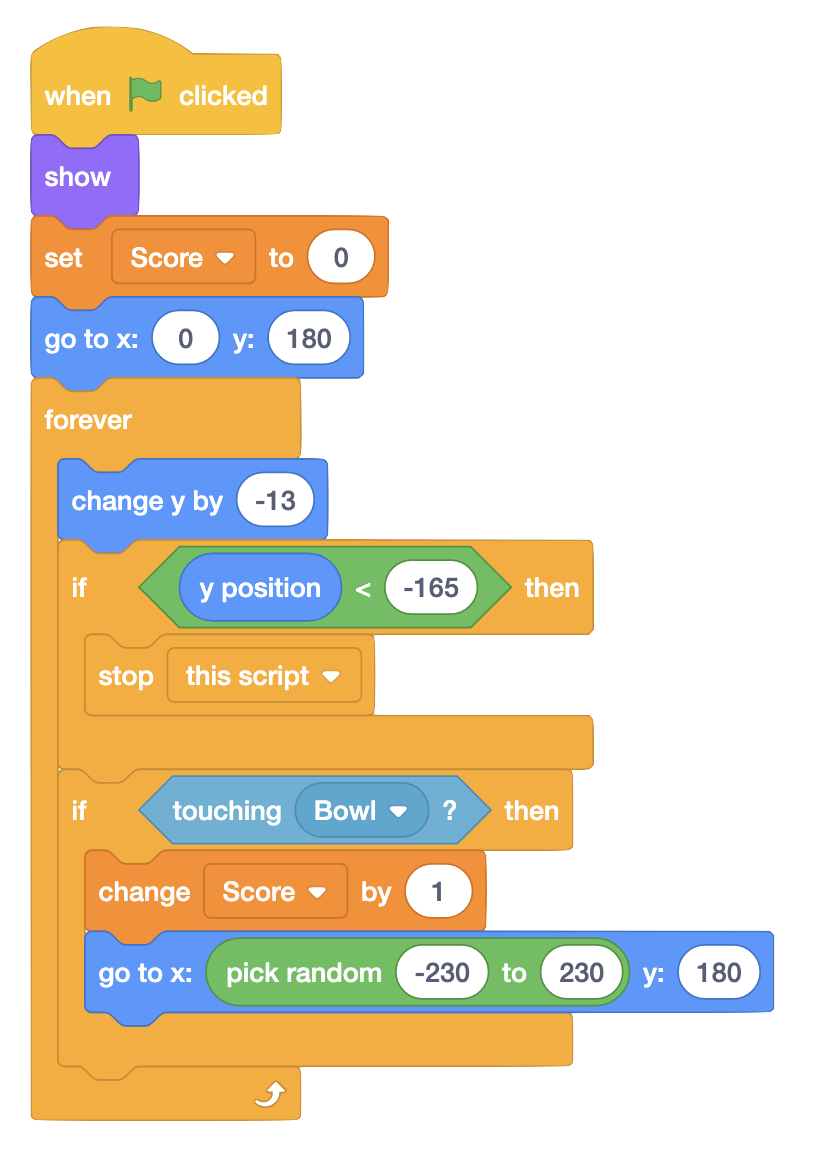 when clicked
show
set Score to 0
go to x: 0 y: 180
forever
change y by -13
if y position < -165 then
stop this script
if touching Bowl ? then
change Score by 1
go to x: pick random -230 to 230 y: 180